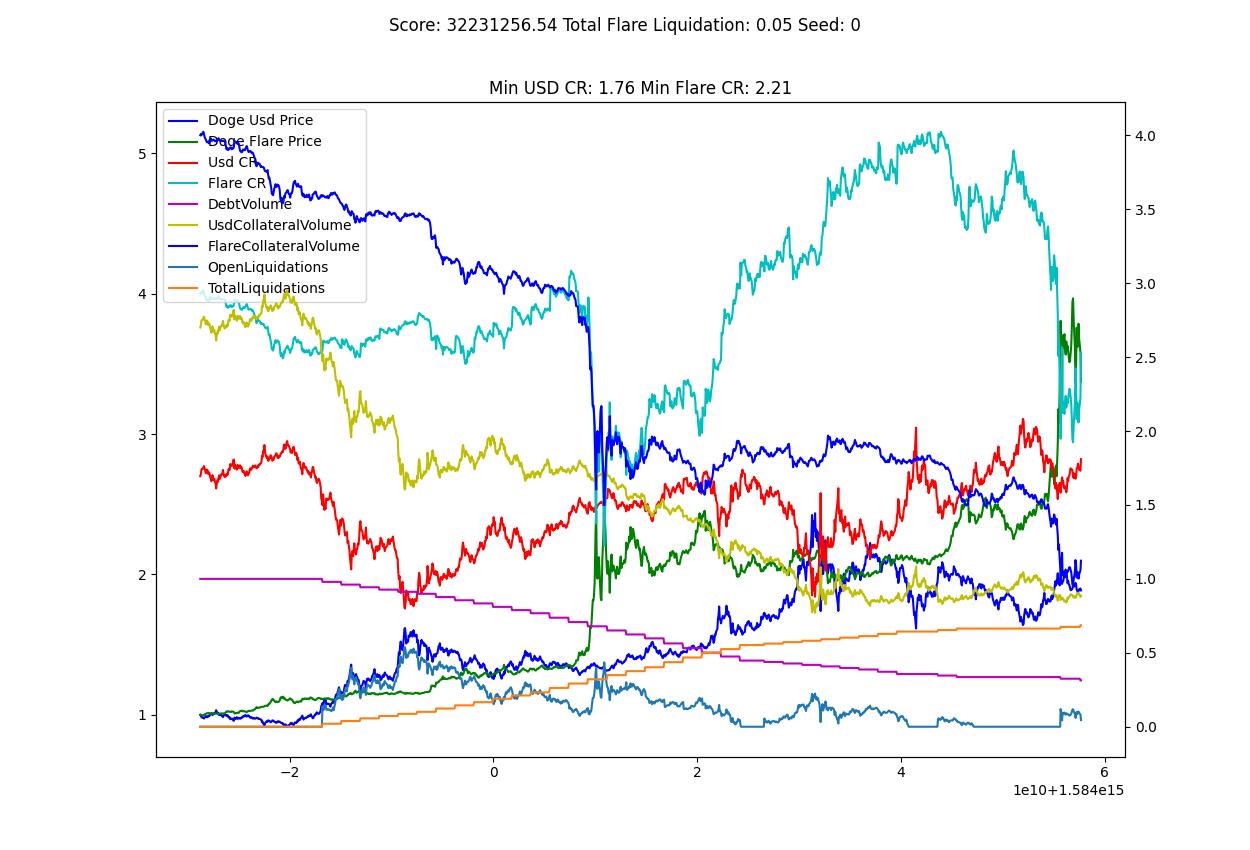 Score: 32231256.54 Total Flare Liquidation: 0.05 Seed: 0
Min USD CR: 1.76 Min Flare CR: 2.21
Doge Usd Price
Doge Flare Price
Usd CR
Flare CR
DebtVolume
UsdCollateralVolume
FlareCollateralVolume
OpenLiquidations
TotalLiquidations
5
4
3
2
1
4.0
3.5
3.0
2.5
2.0
1.5
1.0
0.5
0.0
−2
0
2
4
6
1e10+1.584e15